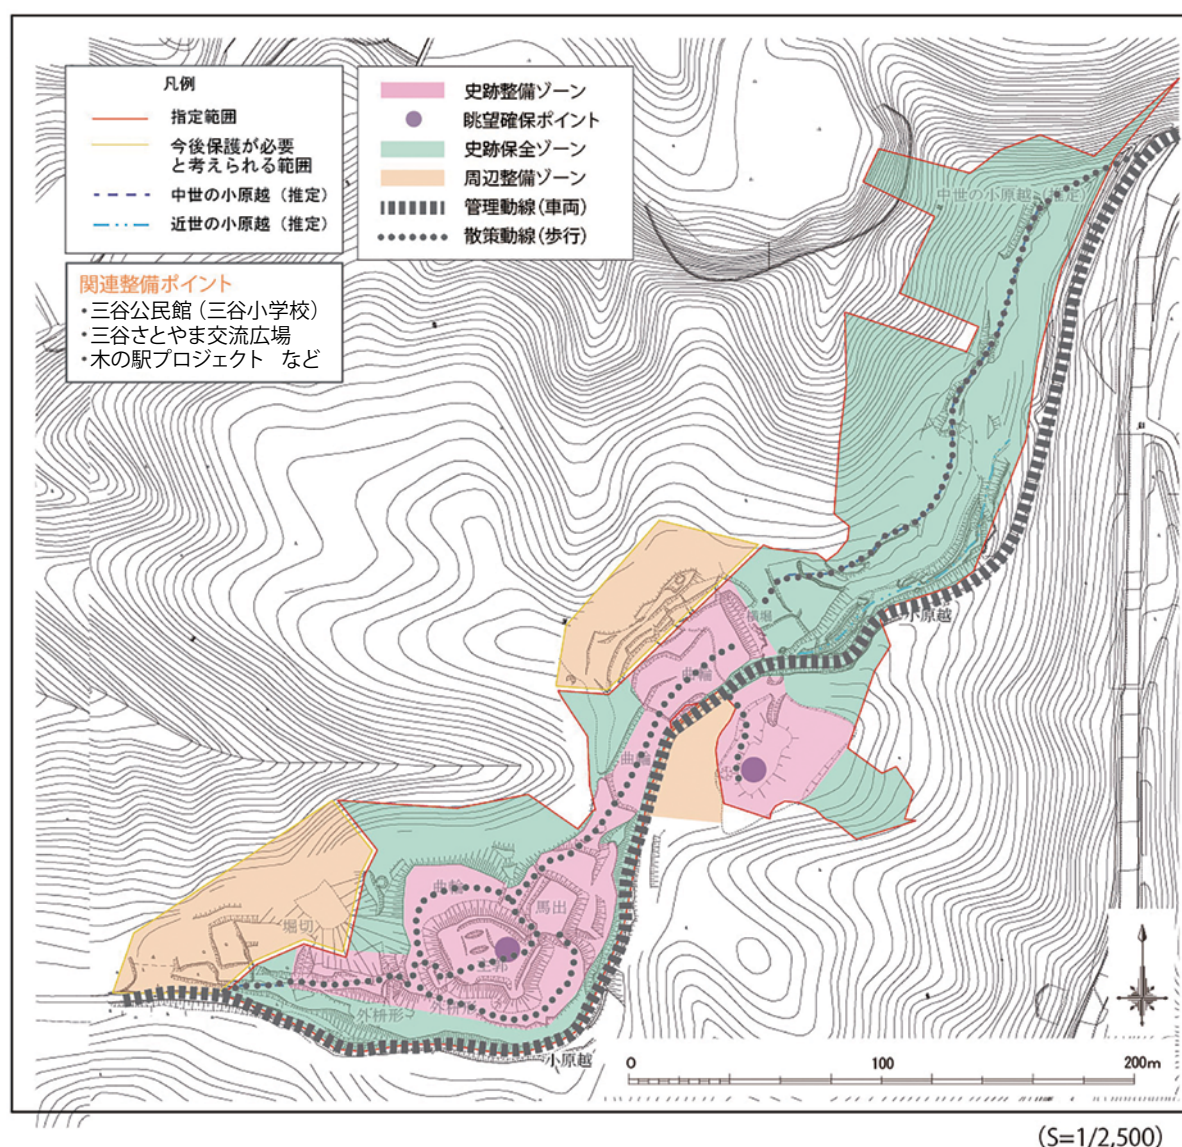 凡例
指定範囲
今後保護が必要
と考えられる範囲
中世の小原越（推定）
近世の小原越（推定）
史跡整備ゾーン
眺望確保ポイント
史跡保全ゾーン
周辺整備ゾーン
管理動線（車両）
散策動線（歩行）
関連整備ポイント
・三谷公民館（三谷小学校）
・三谷さとやま交流広場
・木の駅プロジェクト　など
中世の小原越（推定）
横堀
小原越
曲輪
曲輪
曲輪
馬出
堀切
主郭
外枡形
外枡形
小原越
0
100
200m
(S=1/2,500)